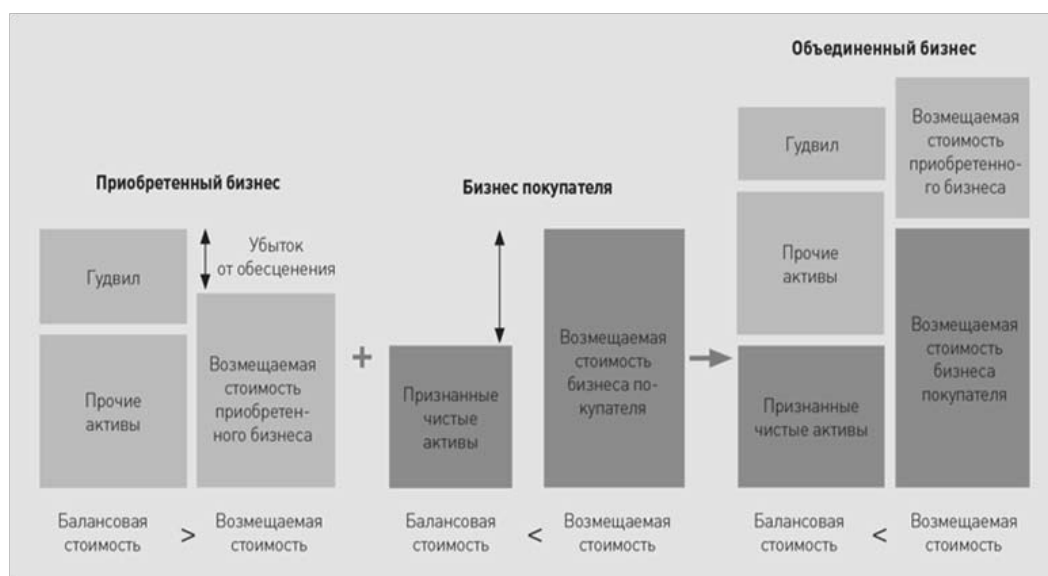 Объединенный бизнес
Приобретенный бизнес
Бизнес покупателя
Гудвил
Прочие
активы
Убыток
от обесценения
Возмещаемая
стоимость
приобретен-
ного бизнеса
+
Признанные
чистые
активы
Возмещаемая
стоимость
бизнеса по-
купателя
Гудвил
Прочие
активы
Признанные
чистые активы
Возмещаемая
стоимость
приобретенно-
го бизнеса
Возмещаемая
стоимость
бизнеса
покупателя
Балансовая
стоимость
>
Возмещаемая
стоимость
Балансовая
стоимость
<
Возмещаемая
стоимость
Балансовая
стоимость
<
Возмещаемая
стоимость